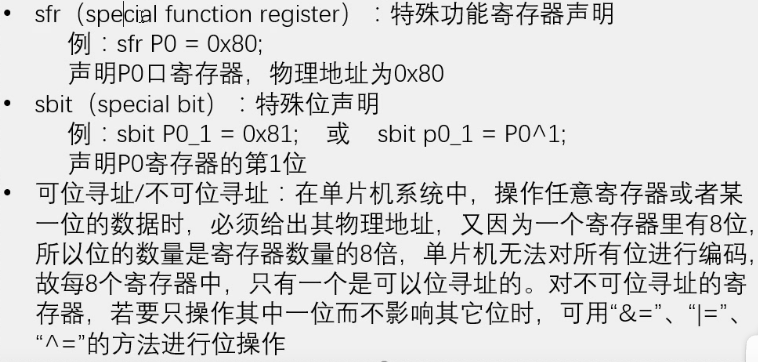 • sfr（special function register）：特殊功能寄存器声明
例：sfr P0 = 0x80;
声明P0口寄存器，物理地址为0x80
• sbit（special bit）：特殊位声明
例：sbit P0_1 = 0x81; 或 sbit p0_1 = P0^1;
声明P0寄存器的第1位
• 可位寻址/不可位寻址：在单片机系统中，操作任意寄存器或者某
一位的数据时，必须给出其物理地址，又因为一个寄存器里有8位，
所以位的数量是寄存器数量的8倍，单片机无法对所有位进行编码，
故每8个寄存器中，只有一个是可以位寻址的。对不可位寻址的寄
存器，若要只操作其中一位而不影响其它位时，可用“&=”、“|=”、
“^=”的方法进行位操作